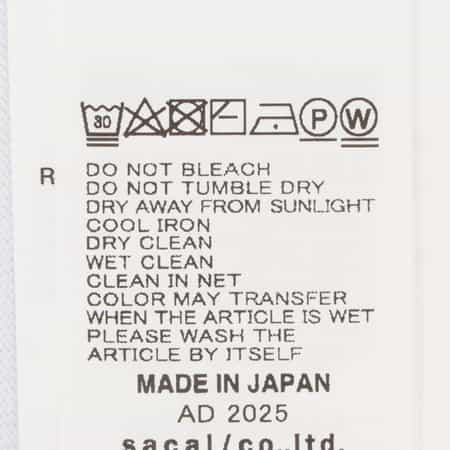 30 P W
R
DO NOT BLEACH
DO NOT TUMBLE DRY
DRY AWAY FROM SUNLIGHT
COOL IRON
DRY CLEAN
WET CLEAN
CLEAN IN NET
COLOR MAY TRANSFER
WHEN THE ARTICLE IS WET
PLEASE WASH THE
ARTICLE BY ITSELF
MADE IN JAPAN
AD 2025
sacai/co.,ltd.